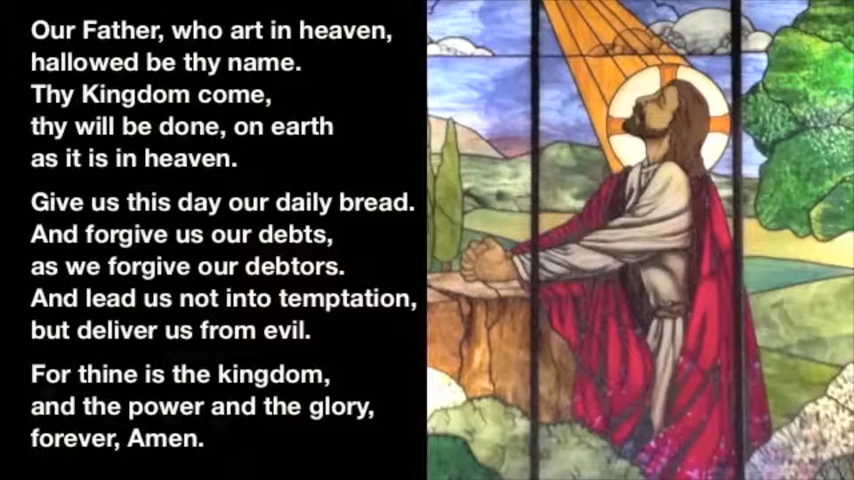 Our Father, who art in heaven,
hallowed be thy name.
Thy Kingdom come,
thy will be done, on earth
as it is in heaven.
Give us this day our daily bread.
And forgive us our debts,
as we forgive our debtors.
And lead us not into temptation,
but deliver us from evil.
For thine is the kingdom,
and the power and the glory,
forever, Amen.